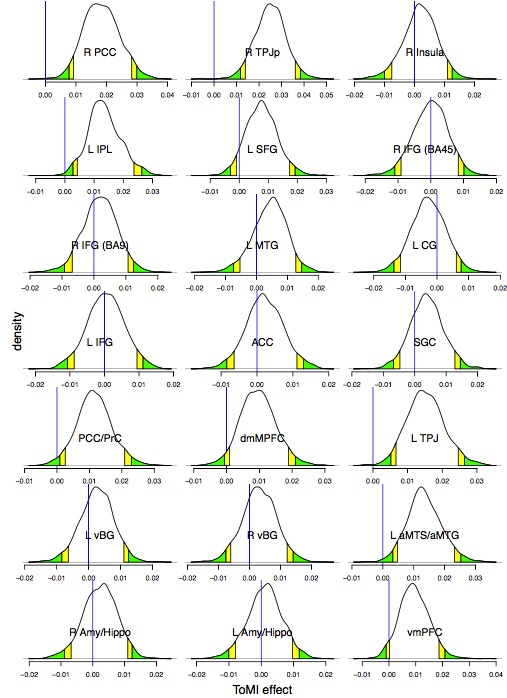 R PCC
0.00 0.01 0.02 0.03 0.04
R TPJp
−0.01 0.00 0.01 0.02 0.03 0.04 0.05
R Insula
−0.02 −0.01 0.00 0.01 0.02
L IPL
−0.01 0.00 0.01 0.02 0.03
L SFG
−0.01 0.00 0.01 0.02 0.03
R IFG (BA45)
−0.02 −0.01 0.00 0.01 0.02
R IFG (BA9)
−0.02 −0.01 0.00 0.01 0.02
L MTG
−0.02 −0.01 0.00 0.01 0.02
L CG
−0.02 −0.01 0.00 0.01 0.02
density
L IFG
−0.02 −0.01 0.00 0.01 0.02
ACC
−0.01 0.00 0.01 0.02
SGC
−0.02 −0.01 0.00 0.01 0.02
PCC/PrC
−0.01 0.00 0.01 0.02 0.03
dmMPFC
−0.01 0.00 0.01 0.02 0.03
L TPJ
0.00 0.01 0.02 0.03
L vBG
−0.02 −0.01 0.00 0.01 0.02
R vBG
−0.02 −0.01 0.00 0.01 0.02
L aMTS/aMTG
−0.01 0.00 0.01 0.02 0.03 0.04
R Amy/Hippo
−0.02 −0.01 0.00 0.01 0.02
L Amy/Hippo
−0.02 −0.01 0.00 0.01 0.02
vmPFC
−0.01 0.00 0.01 0.02 0.03 0.04
ToMI effect